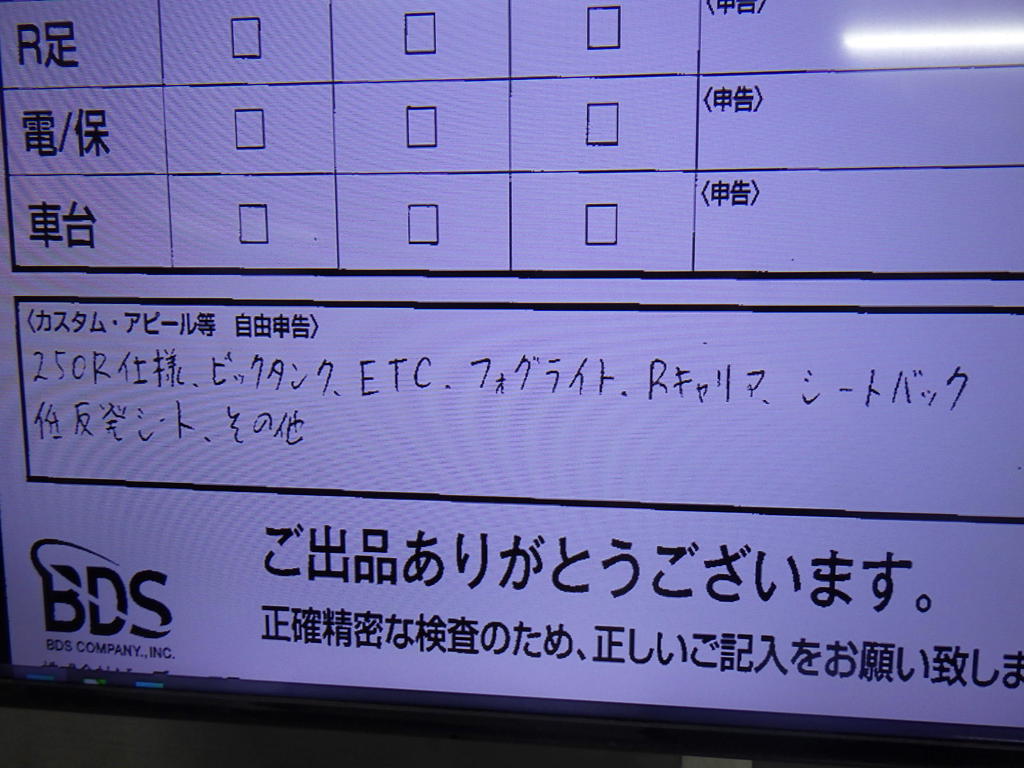 〈申告〉
R足 □ □ □
〈申告〉
電/保 □ □ □
〈申告〉
車台 □ □ □
〈カスタム・アピール等 自由申告〉
250R仕様、ビックタンク、ETC、フォグライト、Rキャリア、シートバック
低反発シート、その他
ご出品ありがとうございます。
正確精密な検査のため、正しいご記入をお願い致しま
BDS
BDS COMPANY.,INC.